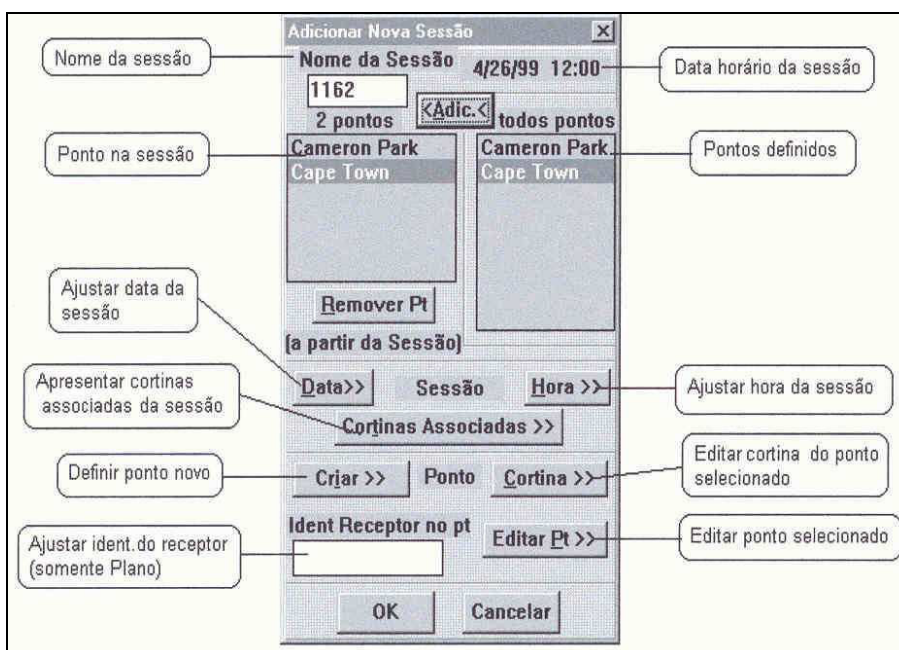 Adicionar Nova Sessão
Nome da sessão
Nome da Sessão
4/26/99 12:00
Data horário da sessão
1162
<Adic.<
2 pontos
todos pontos
Ponto na sessão
Cameron Park
Cameron Park
Pontos definidos
Cape Town
Cape Town
Ajustar data da
sessão
Remover Pt
(a partir da Sessão)
Apresentar cortinas
associadas da sessão
Data>>
Sessão
Hora >>
Ajustar hora da sessão
Cortinas Associadas >>
Definir ponto novo
Criar >>
Ponto
Cortina >>
Editar cortina do ponto
selecionado
Ident Receptor no pt
Editar Pt >>
Editar ponto selecionado
Ajustar ident.do receptor
(somente Plano)
OK
Cancelar